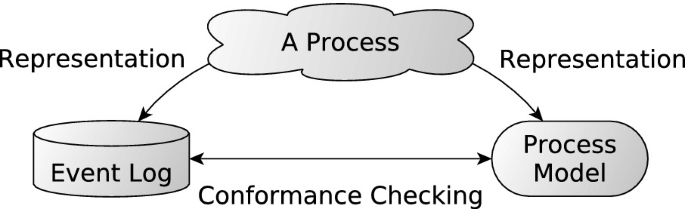 A Process
Representation
Representation
Event Log
Process
Model
Conformance Checking